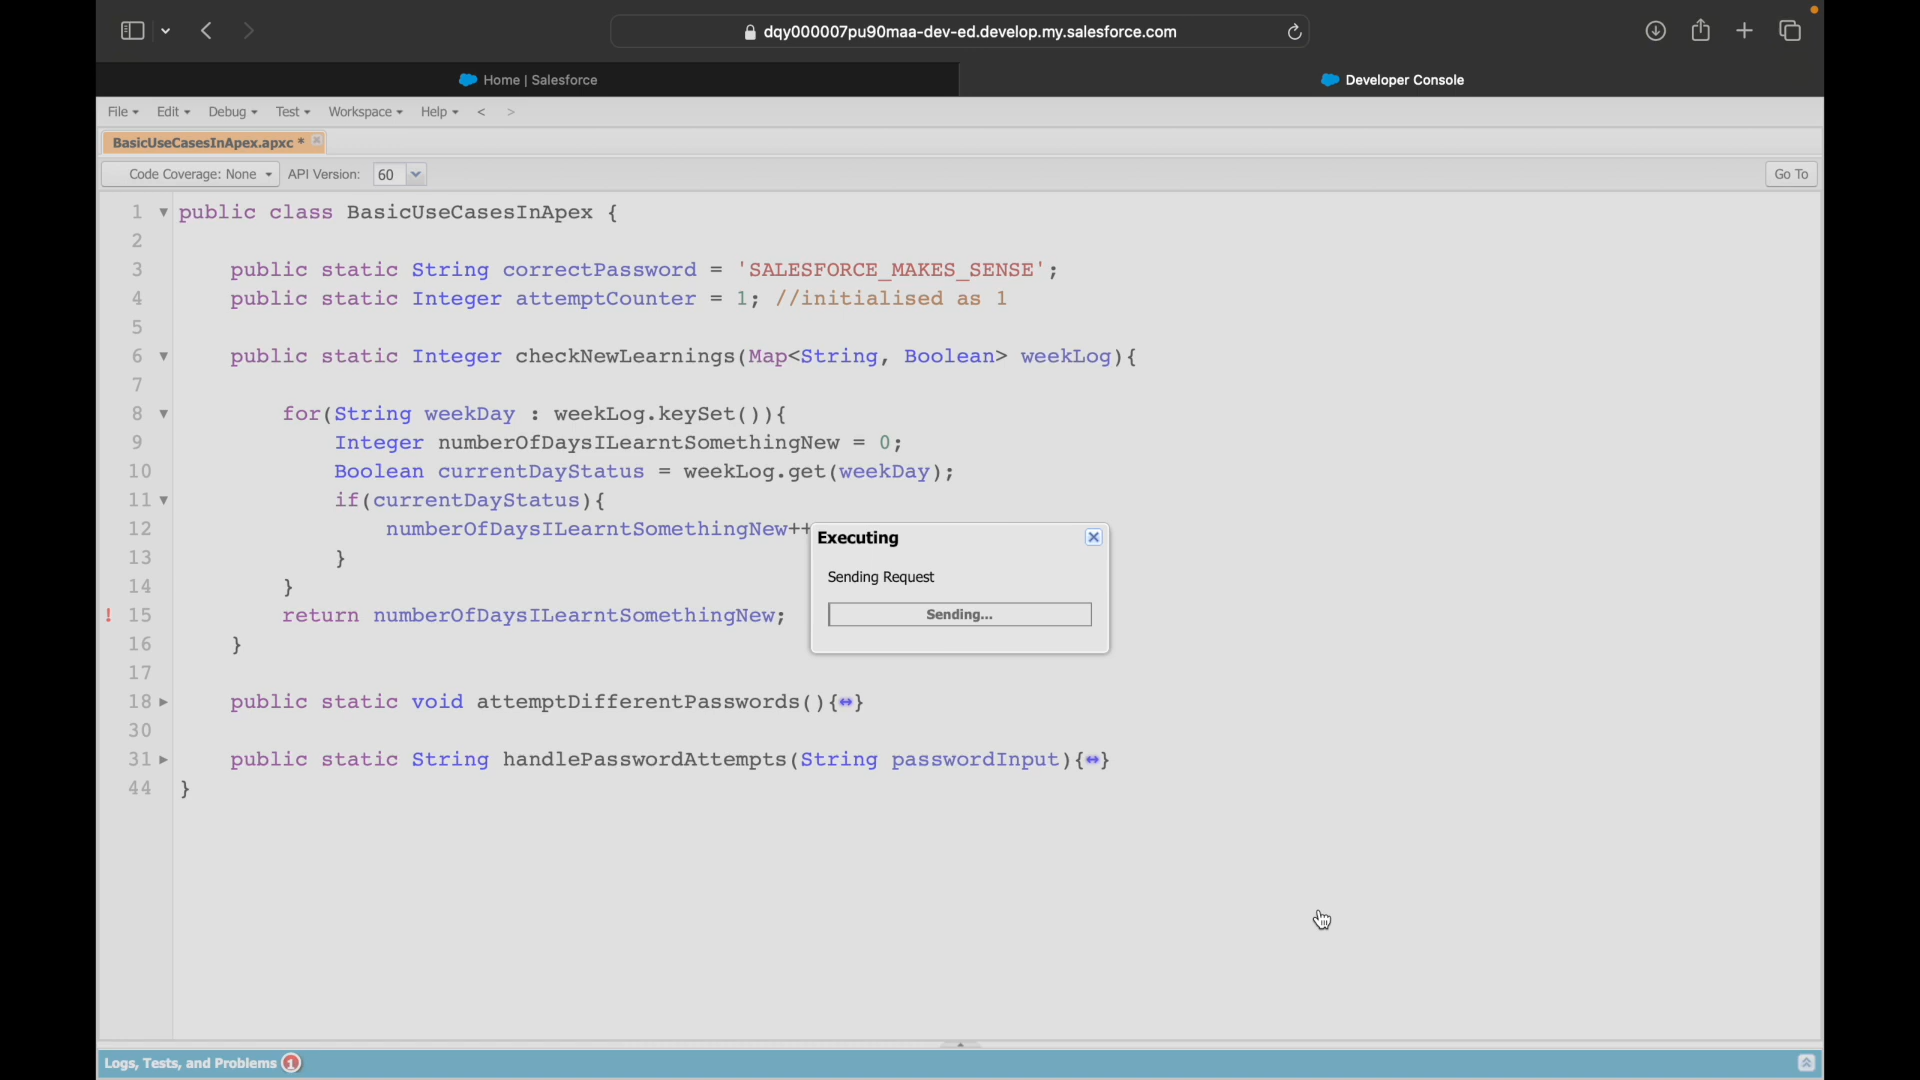 dqy000007pu90maa-dev-ed.develop.my.salesforce.com
Home | Salesforce
Developer Console
File Edit Debug Test Workspace Help < >
BasicUseCasesInApex.apxc *
Code Coverage: None API Version: 60 Go To
1 public class BasicUseCasesInApex {
2
3 public static String correctPassword = 'SALESFORCE_MAKES_SENSE';
4 public static Integer attemptCounter = 1; //initialised as 1
5
6 public static Integer checkNewLearnings(Map<String, Boolean> weekLog){
7
8 for(String weekDay : weekLog.keySet()){
9 Integer numberOfDaysILearntSomethingNew = 0;
10 Boolean currentDayStatus = weekLog.get(weekDay);
11 if(currentDayStatus){
12 numberOfDaysILearntSomethingNew++
13 }
14 }
! 15 return numberOfDaysILearntSomethingNew;
16 }
17
18 public static void attemptDifferentPasswords(){↔}
30
31 public static String handlePasswordAttempts(String passwordInput){↔}
44 }
Executing
Sending Request
Sending...
Logs, Tests, and Problems 1